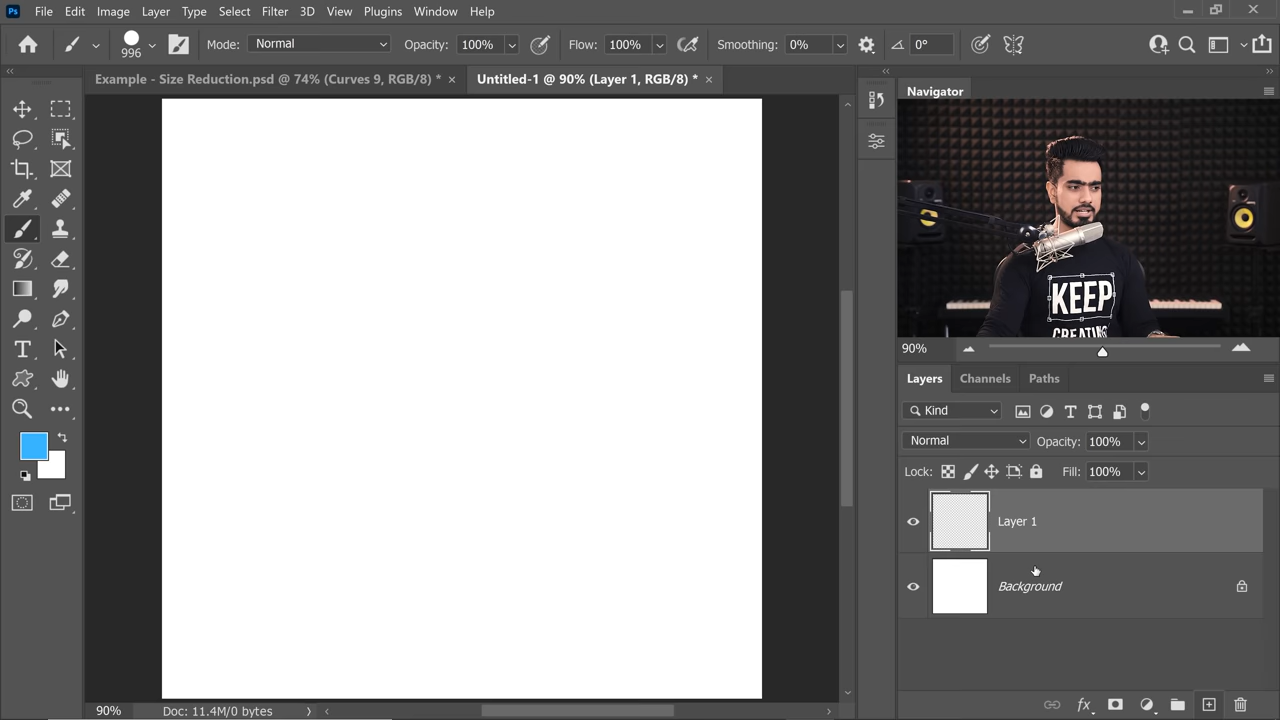 Ps File Edit Image Layer Type Select Filter 3D View Plugins Window Help
996 Mode: Normal Opacity: 100% Flow: 100% Smoothing: 0% 0°
Example - Size Reduction.psd @ 74% (Curves 9, RGB/8) * × Untitled-1 @ 90% (Layer 1, RGB/8) * ×
Navigator
KEEP
CREATING
90%
Layers Channels Paths
Kind
Normal Opacity: 100%
Lock: Fill: 100%
Layer 1
Background
90% Doc: 11.4M/0 bytes